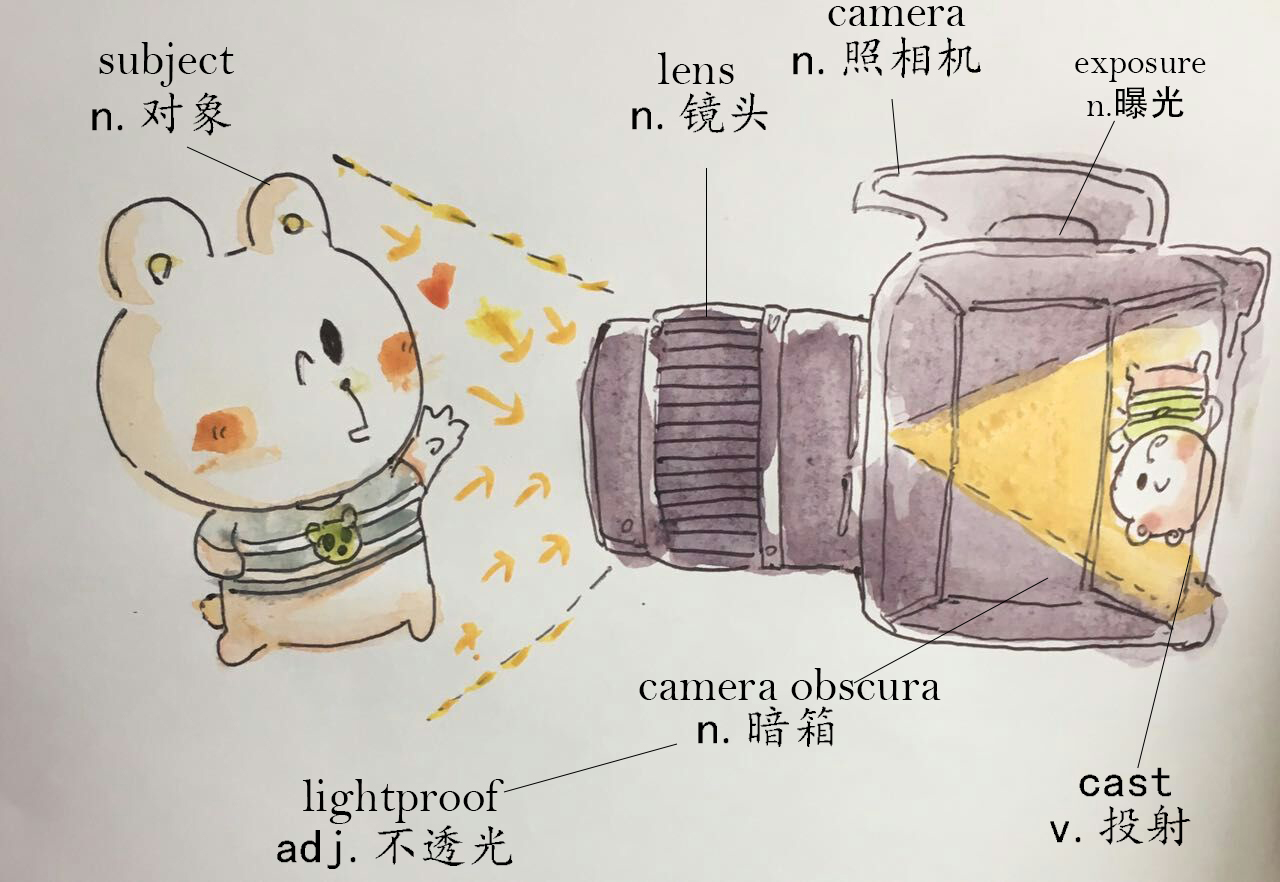 subject
n. 对象
lens
n. 镜头
camera
n. 照相机
exposure
n.曝光
camera obscura
n. 暗箱
lightproof
adj. 不透光
cast
v. 投射